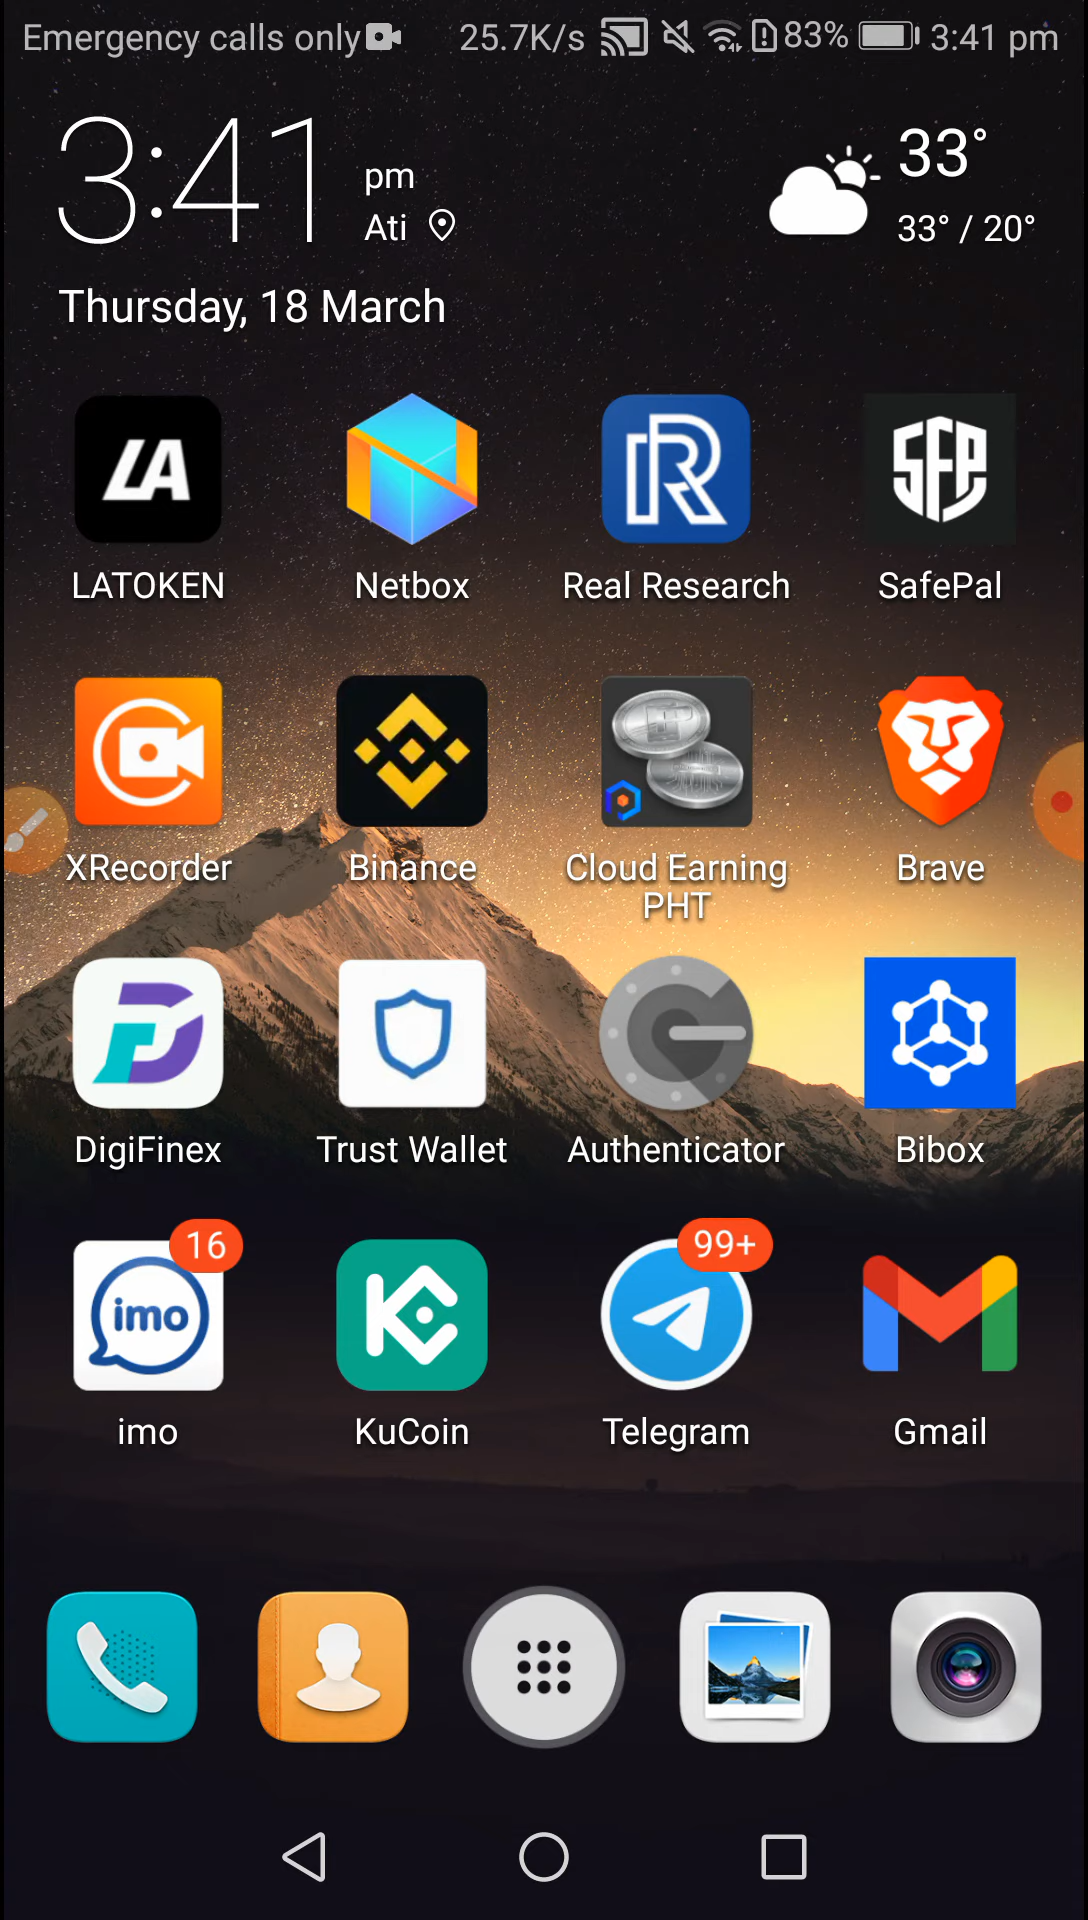 Emergency calls only 25.7K/s 83% 3:41 pm
3:41 pm
Ati
33°
33° / 20°
Thursday, 18 March
LA
R
SFP
LATOKEN Netbox Real Research SafePal
XRecorder Binance Cloud Earning PHT Brave
DigiFinex Trust Wallet Authenticator Bibox
16
99+
imo
imo KuCoin Telegram Gmail